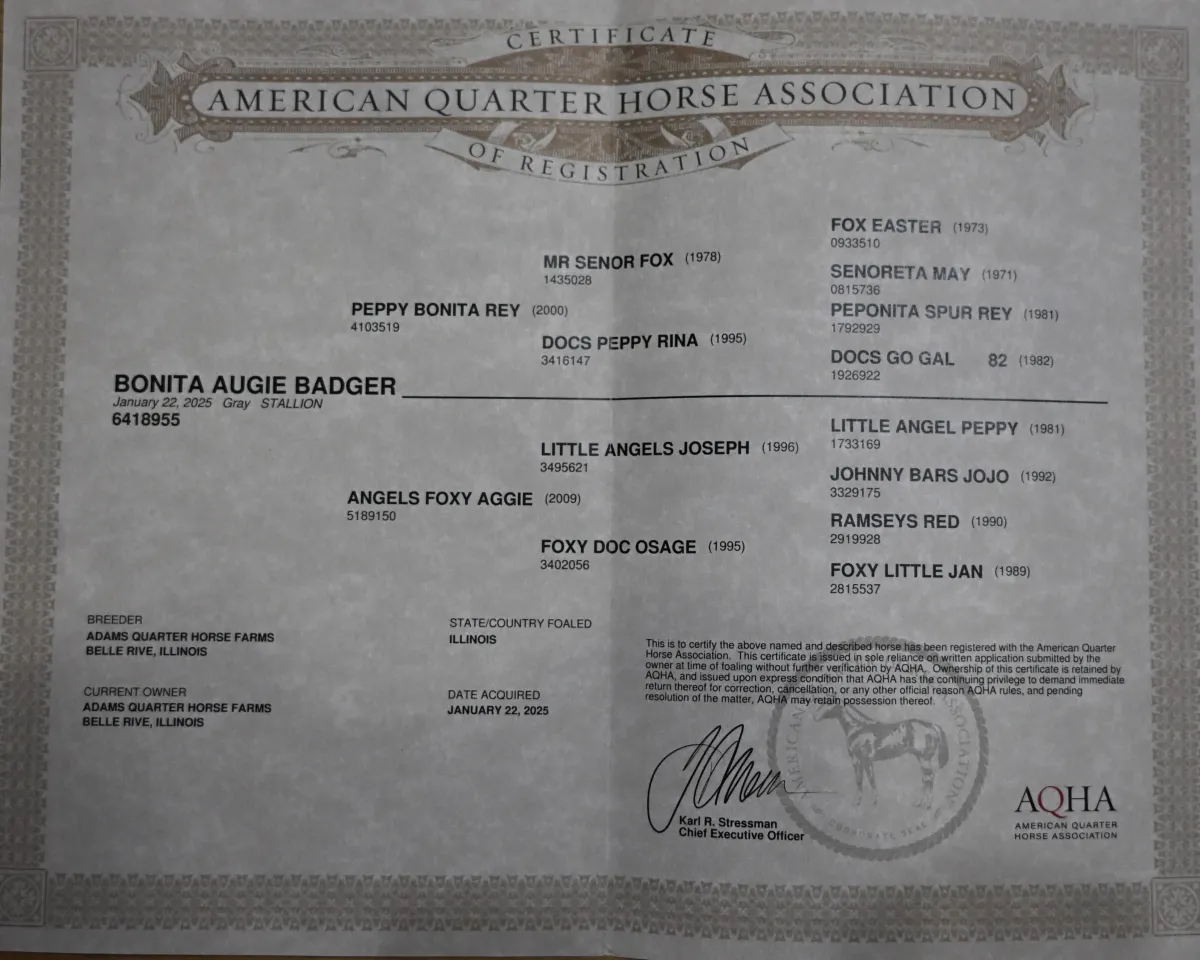 CERTIFICATE
AMERICAN QUARTER HORSE ASSOCIATION
OF REGISTRATION
FOX EASTER (1973)
0933510
MR SENOR FOX (1978)
1435028
SENORETA MAY (1971)
0815736
PEPPY BONITA REY (2000)
4103519
PEPONITA SPUR REY (1981)
1792929
DOCS PEPPY RINA (1995)
3416147
DOCS GO GAL 82 (1982)
1926922
BONITA AUGIE BADGER
January 22, 2025 Gray STALLION
6418955
LITTLE ANGEL PEPPY (1981)
1733169
LITTLE ANGELS JOSEPH (1996)
3495621
JOHNNY BARS JOJO (1992)
3329175
ANGELS FOXY AGGIE (2009)
5189150
RAMSEYS RED (1990)
2919928
FOXY DOC OSAGE (1995)
3402056
FOXY LITTLE JAN (1989)
2815537
BREEDER
ADAMS QUARTER HORSE FARMS
BELLE RIVE, ILLINOIS
STATE/COUNTRY FOALED
ILLINOIS
CURRENT OWNER
ADAMS QUARTER HORSE FARMS
BELLE RIVE, ILLINOIS
DATE ACQUIRED
JANUARY 22, 2025
This is to certify the above named and described horse has been registered with the American Quarter
Horse Association. This certificate is issued in sole reliance on written application submitted by the
owner at time of foaling without further verification by AQHA. Ownership of this certificate is retained by
AQHA, and issued upon express condition that AQHA has the continuing privilege to demand immediate
return thereof for correction, cancellation, or any other official reason AQHA rules, and pending
resolution of the matter, AQHA may retain possession thereof.
AMERICAN ASSOCIATION
CORPORATE SEAL
Karl R. Stressman
Chief Executive Officer
AQHA
AMERICAN QUARTER
HORSE ASSOCIATION